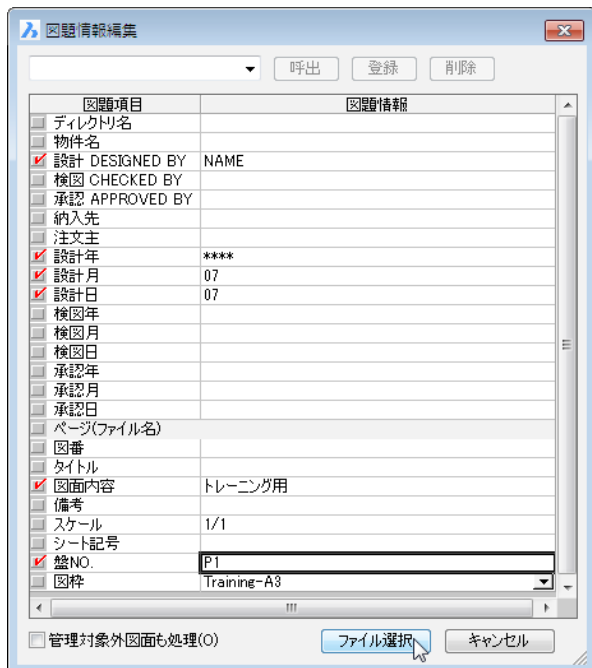 図題情報編集
呼出 登録 削除
図題項目 図題情報
ディレクトリ名
物件名
設計 DESIGNED BY NAME
検図 CHECKED BY
承認 APPROVED BY
納入先
注文主
設計年 ****
設計月 07
設計日 07
検図年
検図月
検図日
承認年
承認月
承認日
ページ(ファイル名)
図番
タイトル
図面内容 トレーニング用
備考
スケール 1/1
シート記号
盤NO. P1
図枠 Training-A3
管理対象外図面も処理(O) ファイル選択 キャンセル